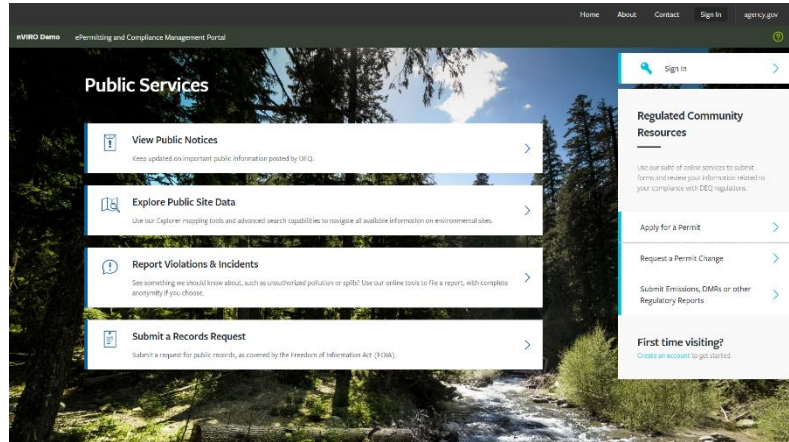 Home About Contact Sign In agency.gov
nVIRO Demo ePermitting and Compliance Management Portal
Public Services
View Public Notices
Keep updated on important public information posted by DEQ.
Explore Public Site Data
Use our Explorer mapping tools and advanced search capabilities to navigate all available information on environmental sites.
Report Violations & Incidents
See something we should know about, such as unauthorized pollution or spills? Use our online tools to file a report, with complete
anonymity if you choose.
Submit a Records Request
Submit a request for public records, as covered by the Freedom of Information Act (FOIA).
Sign In
Regulated Community
Resources
Use our suite of online services to submit
forms and review your information related to
your compliance with DEQ regulations.
Apply for a Permit
Request a Permit Change
Submit Emissions, DMRs or other
Regulatory Reports
First time visiting?
Create an account to get started.